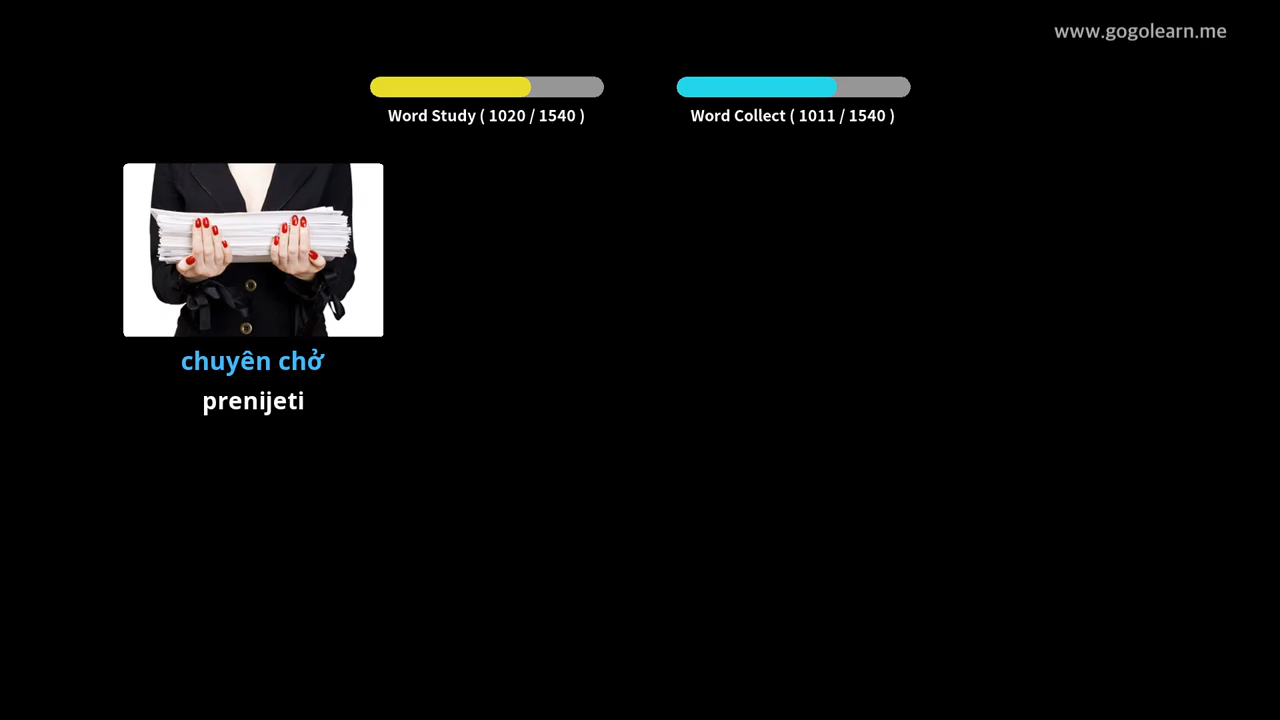 www.gogolearn.me
Word Study ( 1020 / 1540 )
Word Collect ( 1011 / 1540 )
chuyên chở
prenijeti